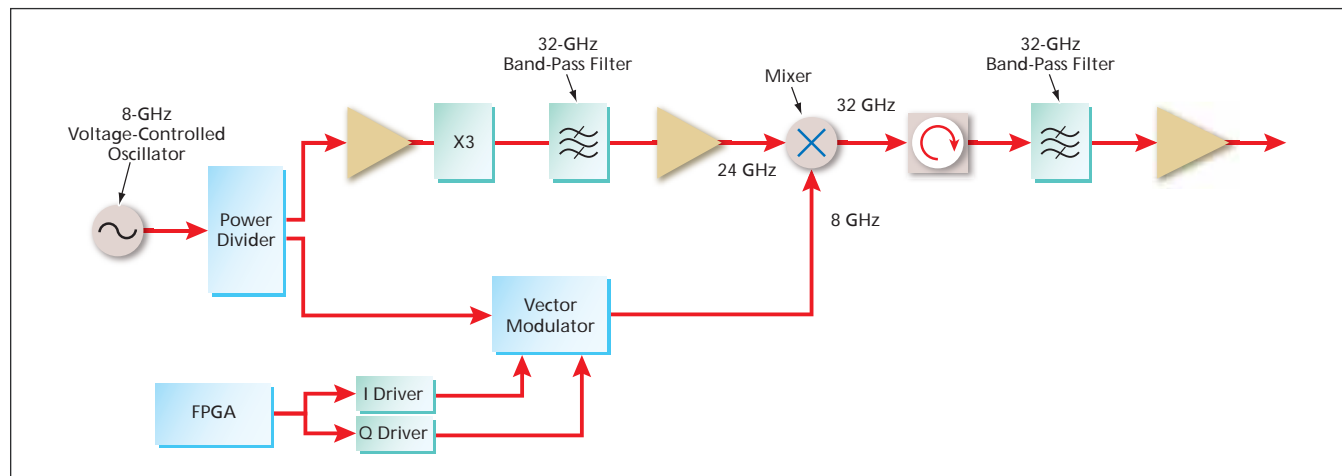 8-GHz
Voltage-Controlled
Oscillator
Power
Divider
X3
32-GHz
Band-Pass Filter
24 GHz
Mixer
32 GHz
8 GHz
32-GHz
Band-Pass Filter
Vector
Modulator
FPGA
I Driver
Q Driver